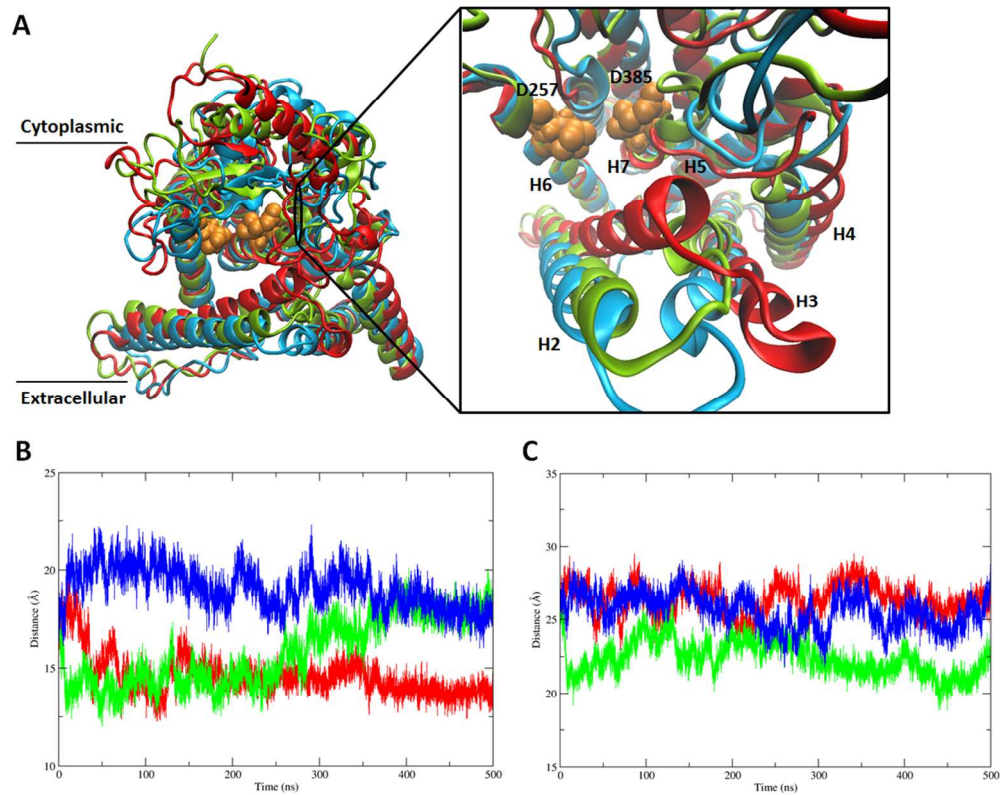 A
Cytoplasmic
Extracellular
D257
D385
H6
H7
H5
H4
H3
H2
B
25
20
15
10
Distance (Å)
0
100
200
300
400
500
Time (ns)
C
35
30
25
20
15
Distance (Å)
0
100
200
300
400
500
Time (ns)